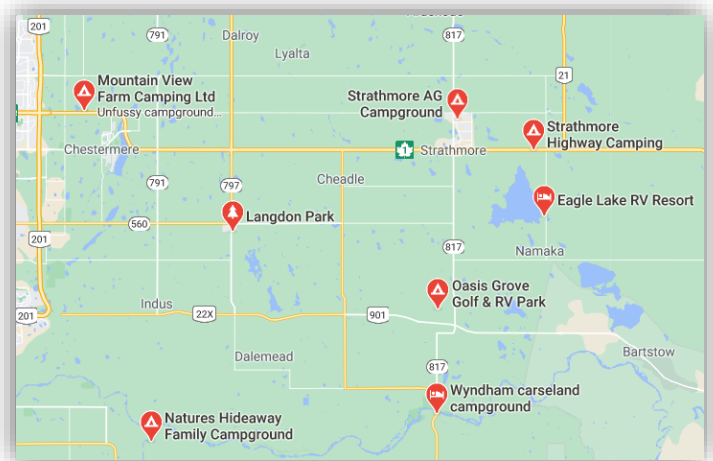 201
791
Dalroy
817
Lyalta
21
Mountain View
Farm Camping Ltd
Unfussy campground...
Strathmore AG
Campground
Strathmore
Highway Camping
Chestermere
1
Strathmore
Cheadle
791
797
Eagle Lake RV Resort
Langdon Park
560
201
817
Namaka
Oasis Grove
Golf & RV Park
Indus
22X
901
201
Bartstow
Dalemead
817
Wyndham carseland
campground
Natures Hideaway
Family Campground